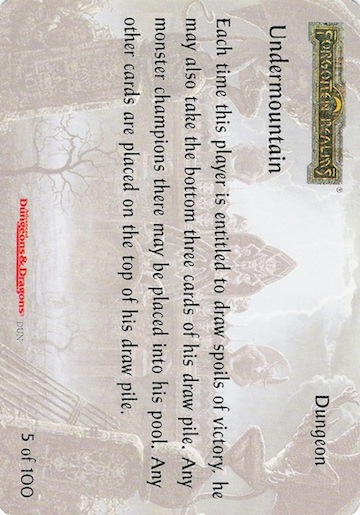 FORGOTTEN REALMS®
Undermountain
Dungeon
Each time this player is entitled to draw spoils of victory, he
may also take the bottom three cards of his draw pile. Any
monster champions there may be placed into his pool. Any
other cards are placed on the top of his draw pile.
Dungeons & Dragons® DUN
5 of 100